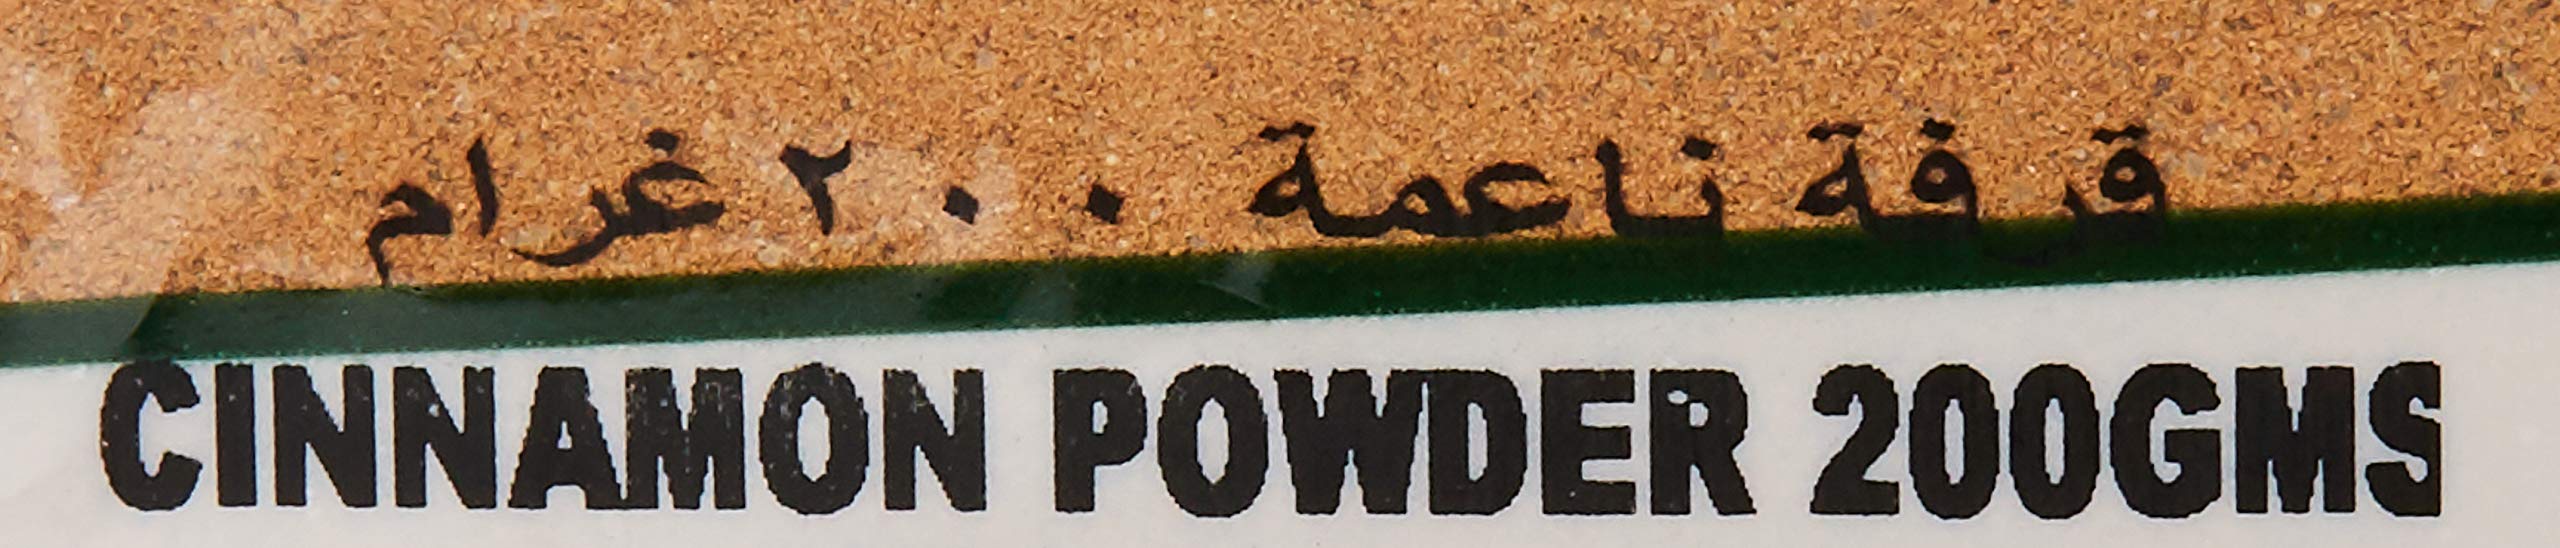 قرفة ناعمة ٢٠٠ غرام
CINNAMON POWDER 200GMS